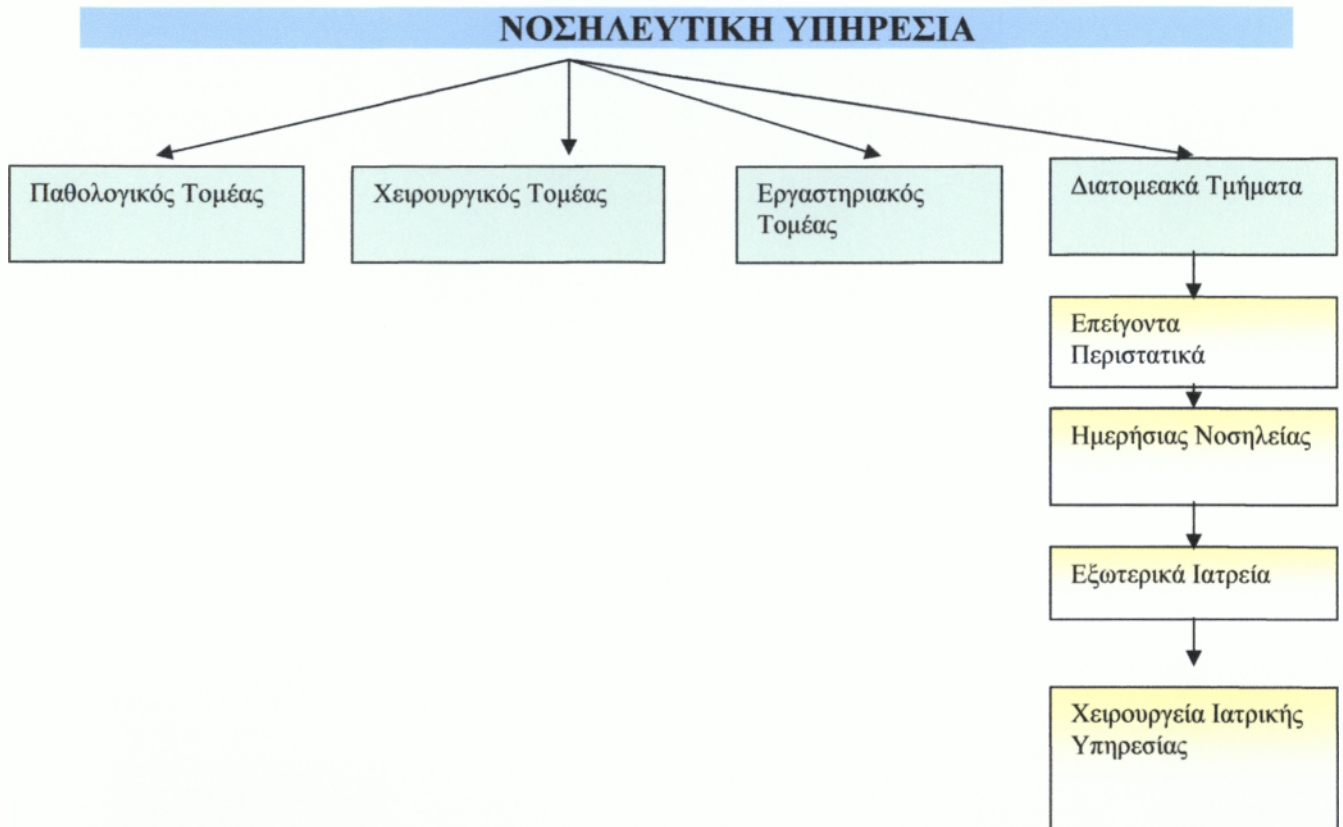 ΝΟΣΗΛΕΥΤΙΚΗ ΥΠΗΡΕΣΙΑ
Παθολογικός Τομέας
Χειρουργικός Τομέας
Εργαστηριακός
Τομέας
Διατομεακά Τμήματα
Επείγοντα
Περιστατικά
Ημερήσιας Νοσηλείας
Εξωτερικά Ιατρεία
Χειρουργεία Ιατρικής
Υπηρεσίας